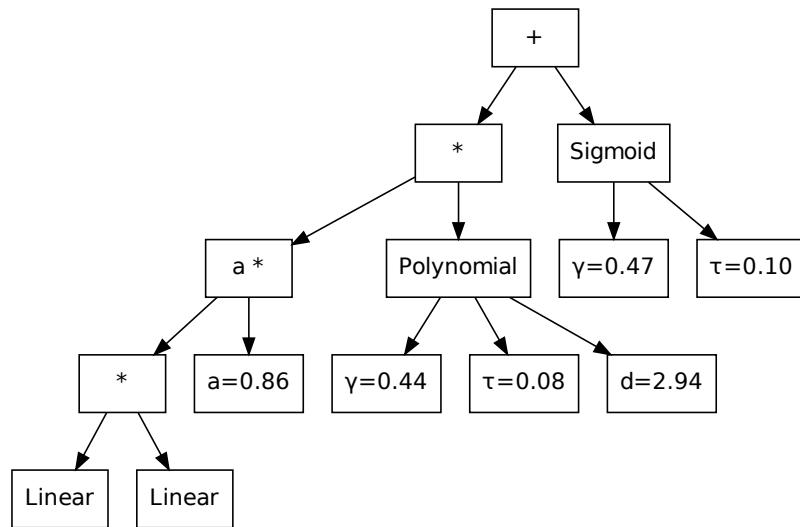 +
*
Sigmoid
a *
Polynomial
γ=0.47
τ=0.10
*
a=0.86
γ=0.44
τ=0.08
d=2.94
Linear
Linear